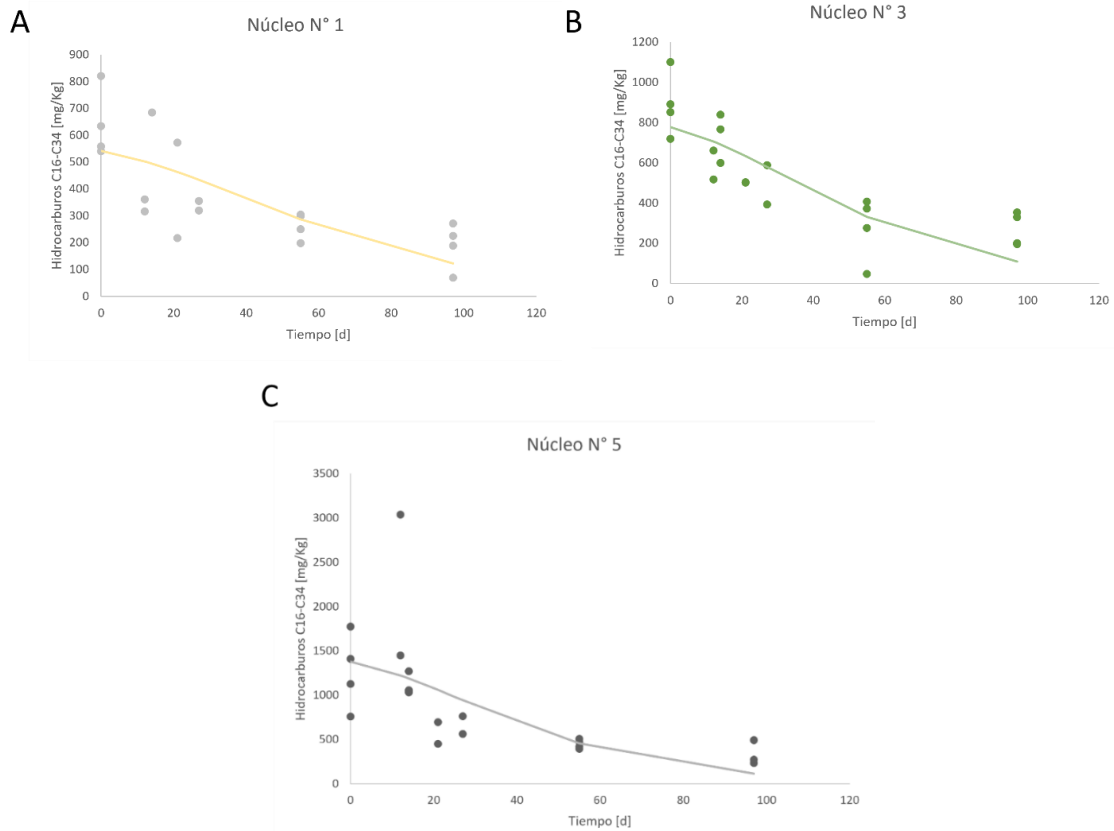 A
Núcleo N° 1
Hidrocarburos C16-C34 [mg/Kg]
900
800
700
600
500
400
300
200
100
0
0 20 40 60 80 100 120
Tiempo [d]
B
Núcleo N° 3
Hidrocarburos C16-C34 [mg/Kg]
1200
1000
800
600
400
200
0
0 20 40 60 80 100 120
Tiempo [d]
C
Núcleo N° 5
Hidrocarburos C16-C34 [mg/Kg]
3500
3000
2500
2000
1500
1000
500
0
0 20 40 60 80 100 120
Tiempo [d]